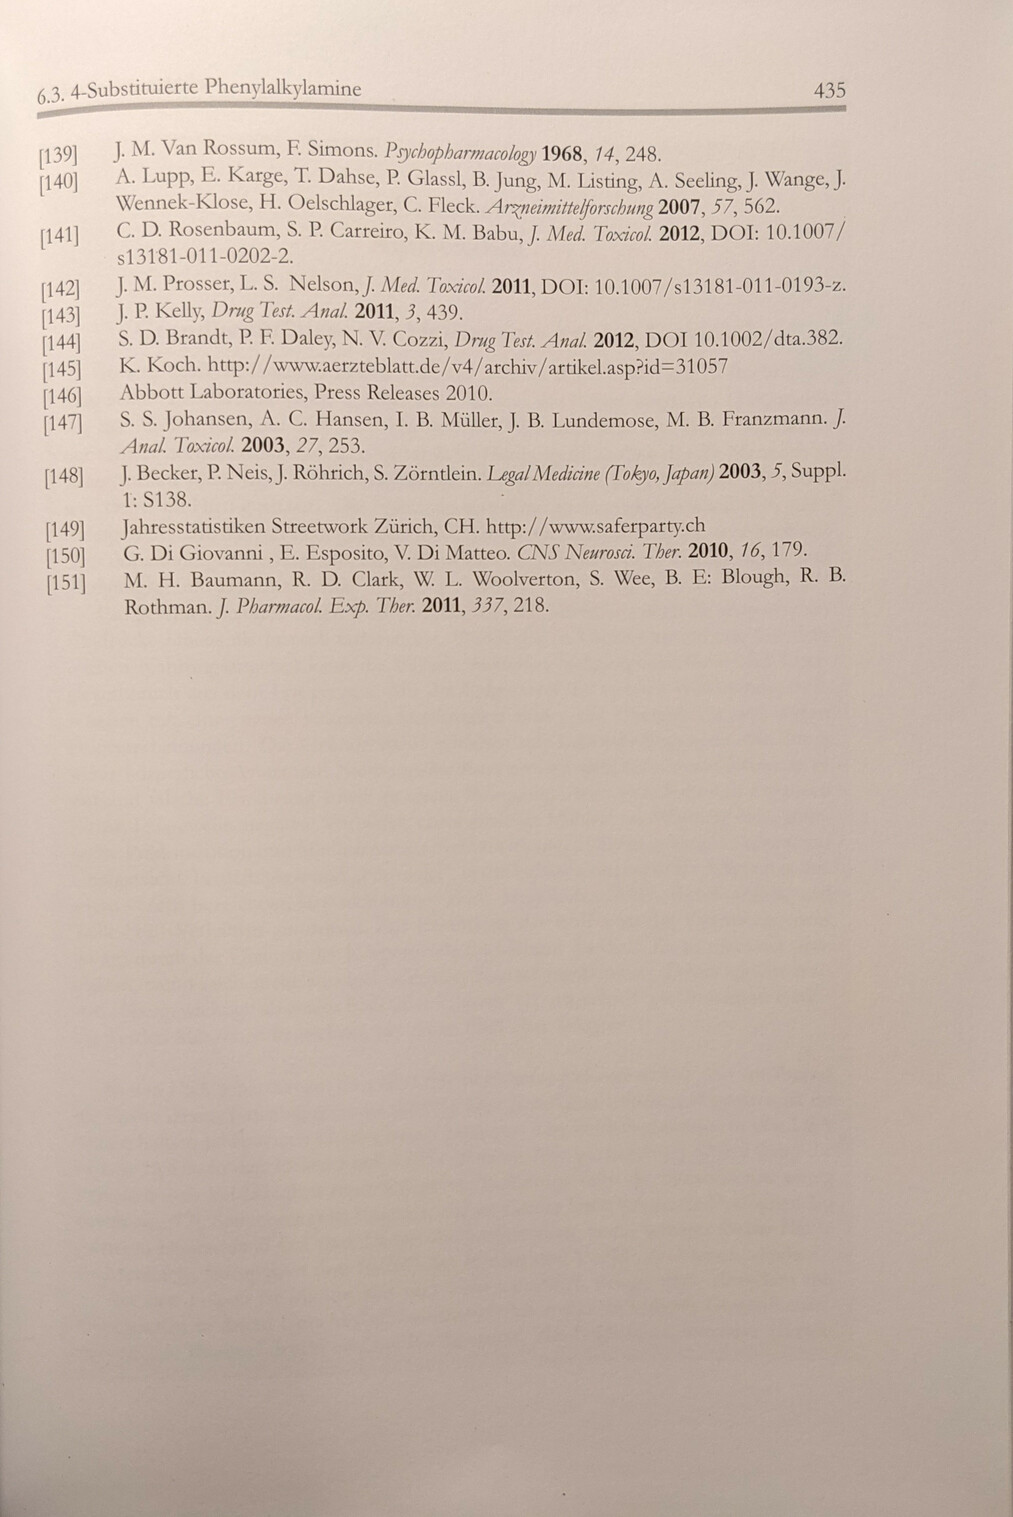 6.3. 4-Substituierte Phenylalkylamine 435
[139] J. M. Van Rossum, F. Simons. Psychopharmacology 1968, 14, 248.
[140] A. Lupp, E. Karge, T. Dahse, P. Glassl, B. Jung, M. Listing, A. Seeling, J. Wange, J.
Wennek-Klose, H. Oelschlager, C. Fleck. Arzneimittelforschung 2007, 57, 562.
[141] C. D. Rosenbaum, S. P. Carreiro, K. M. Babu, J. Med. Toxicol. 2012, DOI: 10.1007/
s13181-011-0202-2.
[142] J. M. Prosser, L. S. Nelson, J. Med. Toxicol. 2011, DOI: 10.1007/s13181-011-0193-z.
[143] J. P. Kelly, Drug Test. Anal. 2011, 3, 439.
[144] S. D. Brandt, P. F. Daley, N. V. Cozzi, Drug Test. Anal. 2012, DOI 10.1002/dta.382.
[145] K. Koch. http://www.aerzteblatt.de/v4/archiv/artikel.asp?id=31057
[146] Abbott Laboratories, Press Releases 2010.
[147] S. S. Johansen, A. C. Hansen, I. B. Müller, J. B. Lundemose, M. B. Franzmann. J.
Anal. Toxicol. 2003, 27, 253.
[148] J. Becker, P. Neis, J. Röhrich, S. Zörntlein. Legal Medicine (Tokyo, Japan) 2003, 5, Suppl.
1: S138.
[149] Jahresstatistiken Streetwork Zürich, CH. http://www.saferparty.ch
[150] G. Di Giovanni , E. Esposito, V. Di Matteo. CNS Neurosci. Ther. 2010, 16, 179.
[151] M. H. Baumann, R. D. Clark, W. L. Woolverton, S. Wee, B. E: Blough, R. B.
Rothman. J. Pharmacol. Exp. Ther. 2011, 337, 218.